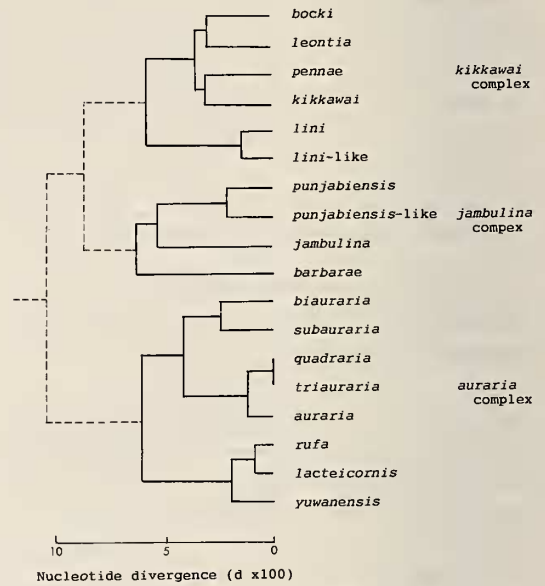 bocki
leontia
pennae
kikkawai
kikkawai
complex
lini
lini-like
punjabiensis
punjabiensis-like
jambulina
compex
jambulina
barbarae
biauraria
subauraria
quadraria
triauraria
auraria
complex
auraria
rufa
lacteicornis
yuwanensis
10 5 0
Nucleotide divergence (d x100)